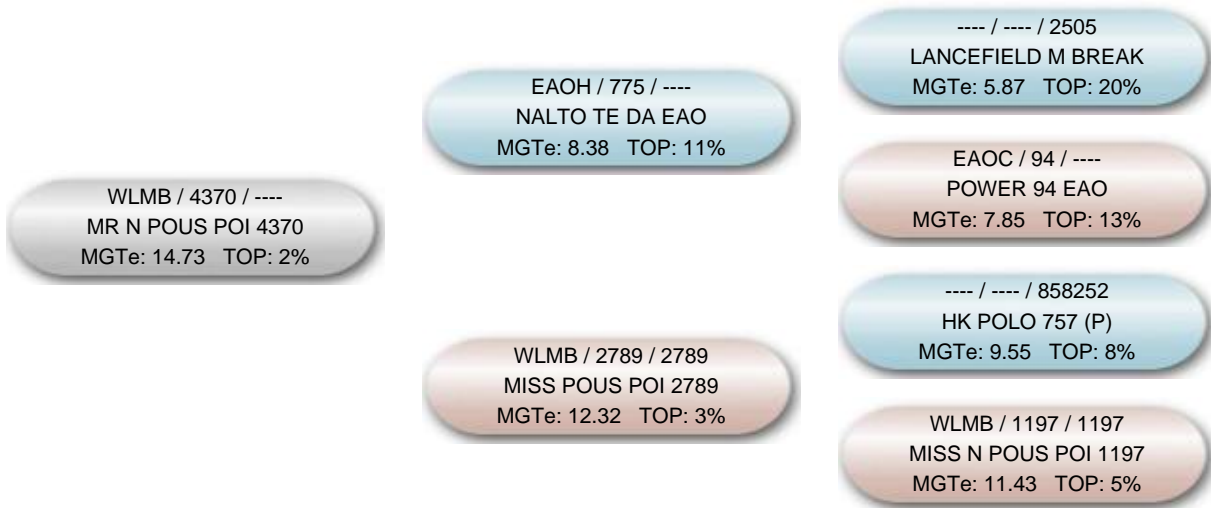 WLMB / 4370 / ----
MR N POUS POI 4370
MGTe: 14.73 TOP: 2%
EAOH / 775 / ----
NALTO TE DA EAO
MGTe: 8.38 TOP: 11%
WLMB / 2789 / 2789
MISS POUS POI 2789
MGTe: 12.32 TOP: 3%
---- / ---- / 2505
LANCEFIELD M BREAK
MGTe: 5.87 TOP: 20%
EAOC / 94 / ----
POWER 94 EAO
MGTe: 7.85 TOP: 13%
---- / ---- / 858252
HK POLO 757 (P)
MGTe: 9.55 TOP: 8%
WLMB / 1197 / 1197
MISS N POUS POI 1197
MGTe: 11.43 TOP: 5%